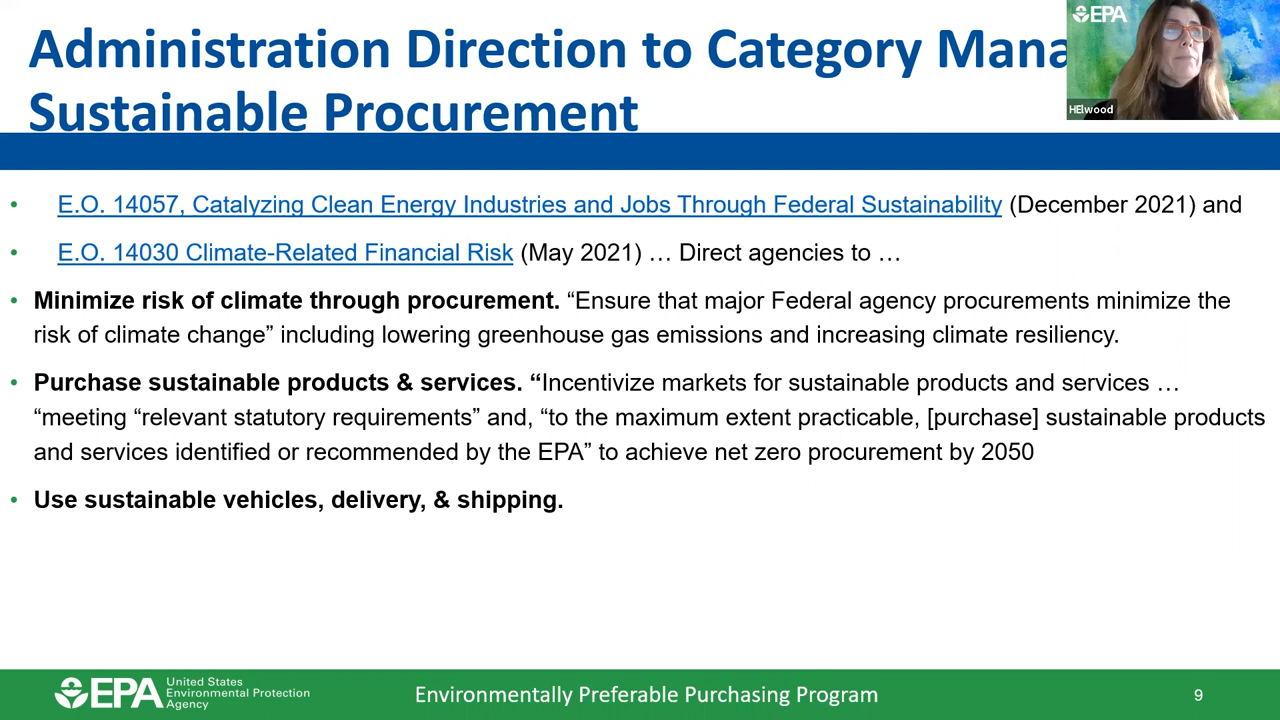 Administration Direction to Category Mana
Sustainable Procurement
EPA
HElwood
• E.O. 14057, Catalyzing Clean Energy Industries and Jobs Through Federal Sustainability (December 2021) and
• E.O. 14030 Climate-Related Financial Risk (May 2021) … Direct agencies to …
• Minimize risk of climate through procurement. “Ensure that major Federal agency procurements minimize the
risk of climate change” including lowering greenhouse gas emissions and increasing climate resiliency.
• Purchase sustainable products & services. “Incentivize markets for sustainable products and services …
“meeting “relevant statutory requirements” and, “to the maximum extent practicable, [purchase] sustainable products
and services identified or recommended by the EPA” to achieve net zero procurement by 2050
• Use sustainable vehicles, delivery, & shipping.
EPA
United States
Environmental Protection
Agency
Environmentally Preferable Purchasing Program
9